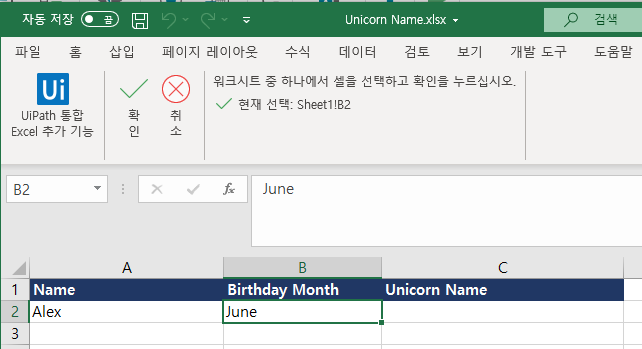 자동 저장 끔 Unicorn Name.xlsx 검색
파일 홈 삽입 페이지 레이아웃 수식 데이터 검토 보기 개발 도구 도움말
Ui
UiPath 통합
Excel 추가 기능
확
인
취
소
워크시트 중 하나에서 셀을 선택하고 확인을 누르십시오.
현재 선택: Sheet1!B2
B2 fx June
A B C
1 Name Birthday Month Unicorn Name
2 Alex June
3